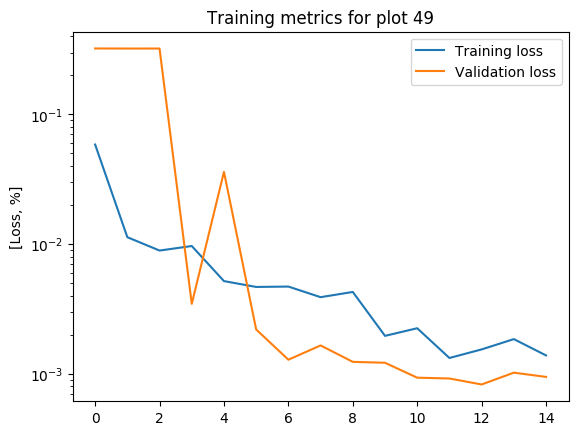 Training metrics for plot 49
Training loss
Validation loss
[Loss, %]
10⁻¹
10⁻²
10⁻³
0 2 4 6 8 10 12 14